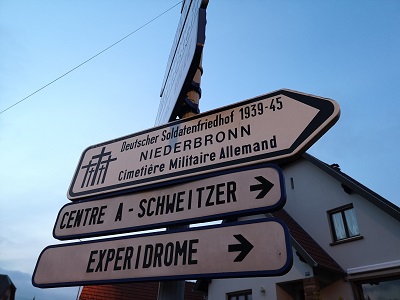 Deutscher Soldatenfriedhof 1939-45
NIEDERBRONN
Cimetière Militaire Allemand
CENTRE A - SCHWEITZER
EXPERIDROME